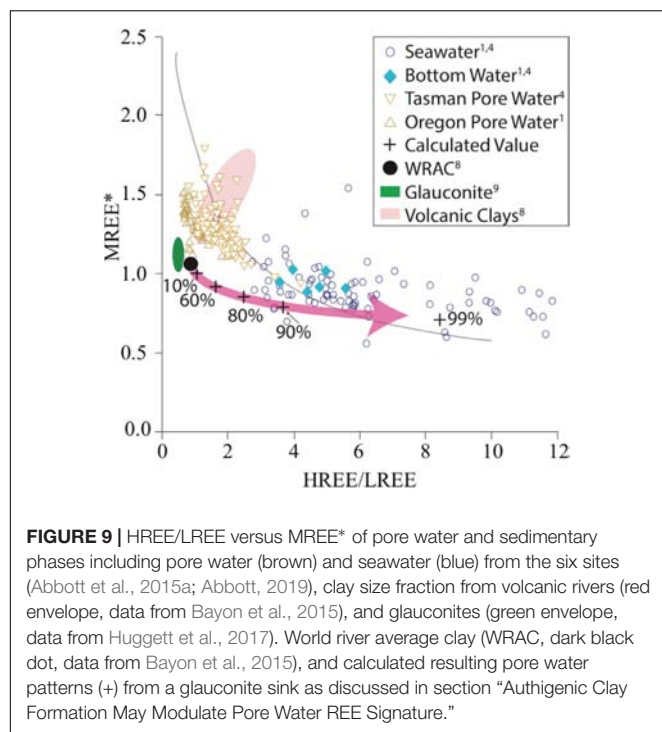 2.5
2.0
1.5
1.0
0.5
0.0
MREE*
Seawater¹,⁴
Bottom Water¹,⁴
Tasman Pore Water⁴
Oregon Pore Water¹
Calculated Value
WRAC⁸
Glauconite⁹
Volcanic Clays⁸
10%
60%
80%
90%
99%
0 2 4 6 8 10 12
HREE/LREE
FIGURE 9 | HREE/LREE versus MREE* of pore water and sedimentary
phases including pore water (brown) and seawater (blue) from the six sites
(Abbott et al., 2015a; Abbott, 2019), clay size fraction from volcanic rivers (red
envelope, data from Bayon et al., 2015), and glauconites (green envelope,
data from Huggett et al., 2017). World river average clay (WRAC, dark black
dot, data from Bayon et al., 2015), and calculated resulting pore water
patterns (+) from a glauconite sink as discussed in section “Authigenic Clay
Formation May Modulate Pore Water REE Signature.”